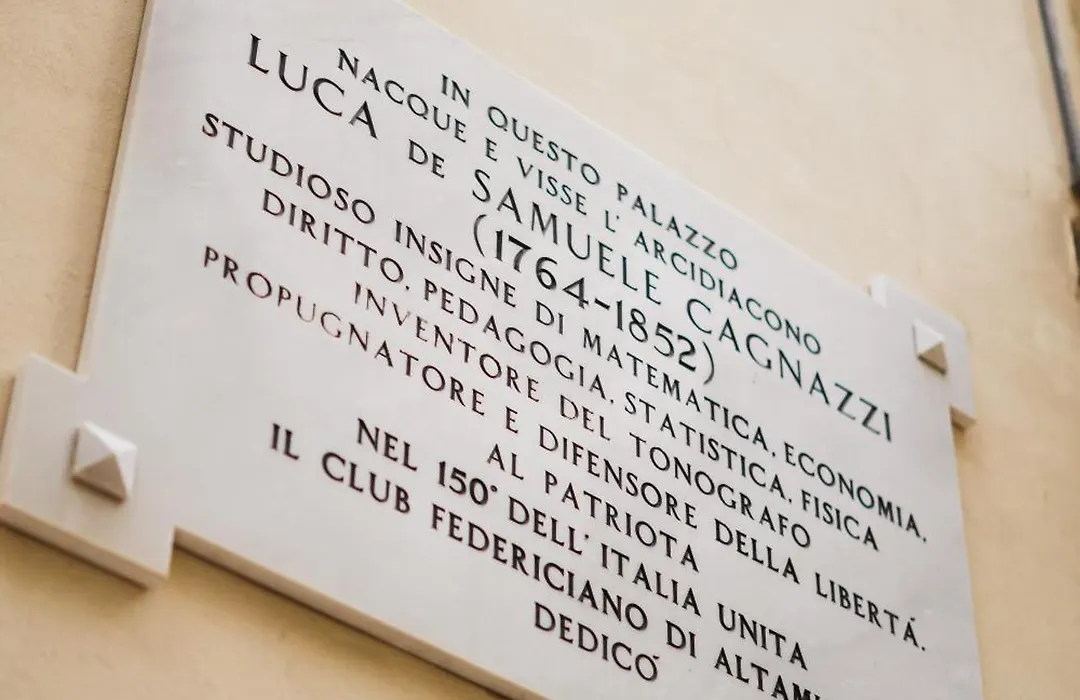 IN QUESTO PALAZZO
NACQUE E VISSE L' ARCIDIACONO
LUCA DE SAMUELE CAGNAZZI
(1764-1852)
STUDIOSO INSIGNE DI MATEMATICA, ECONOMIA,
DIRITTO, PEDAGOGIA, STATISTICA, FISICA
INVENTORE DEL TONOGRAFO
PROPUGNATORE E DIFENSORE DELLA LIBERTÁ.
AL PATRIOTA
NEL 150° DELL' ITALIA UNITA
IL CLUB FEDERICIANO DI
DEDICÓ